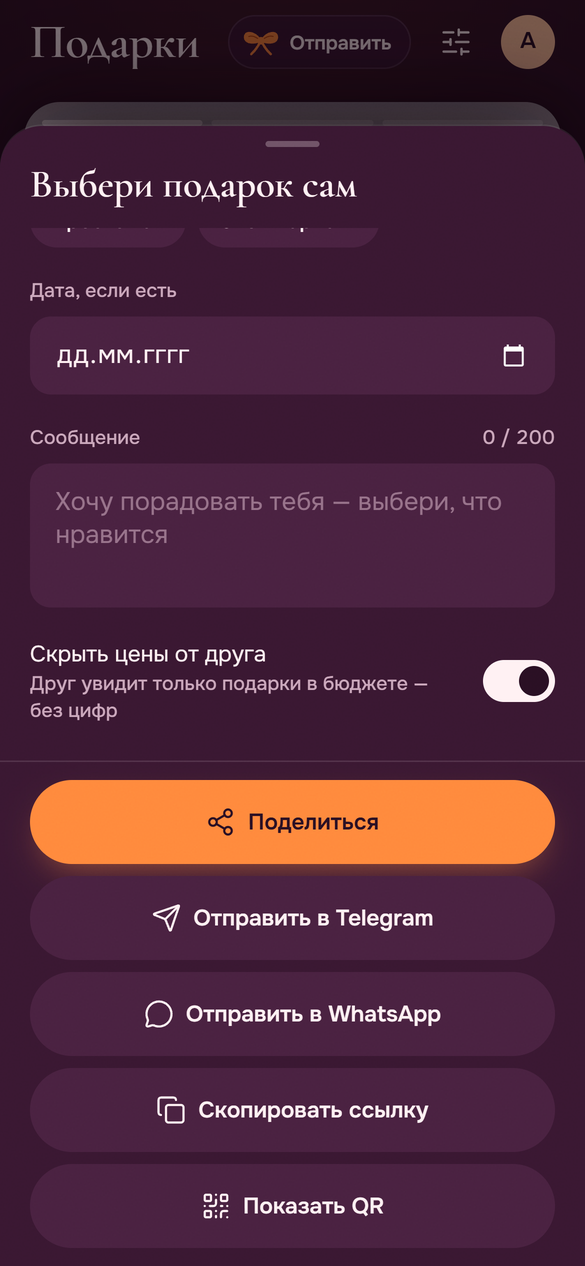 Подарки
Отправить
A
Выбери подарок сам
Дата, если есть
дд.мм.гггг
Сообщение
0 / 200
Хочу порадовать тебя — выбери, что
нравится
Скрыть цены от друга
Друг увидит только подарки в бюджете —
без цифр
Поделиться
Отправить в Telegram
Отправить в WhatsApp
Скопировать ссылку
Показать QR